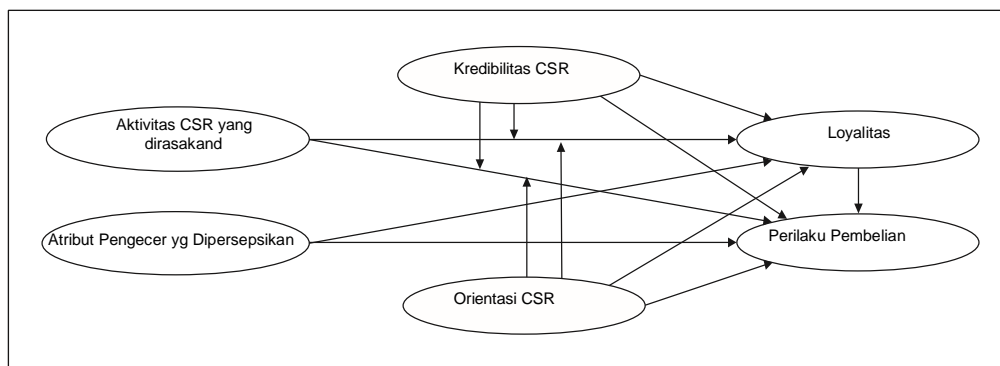 Kredibilitas CSR
Aktivitas CSR yang
dirasakand
Loyalitas
Atribut Pengecer yg Dipersepsikan
Perilaku Pembelian
Orientasi CSR